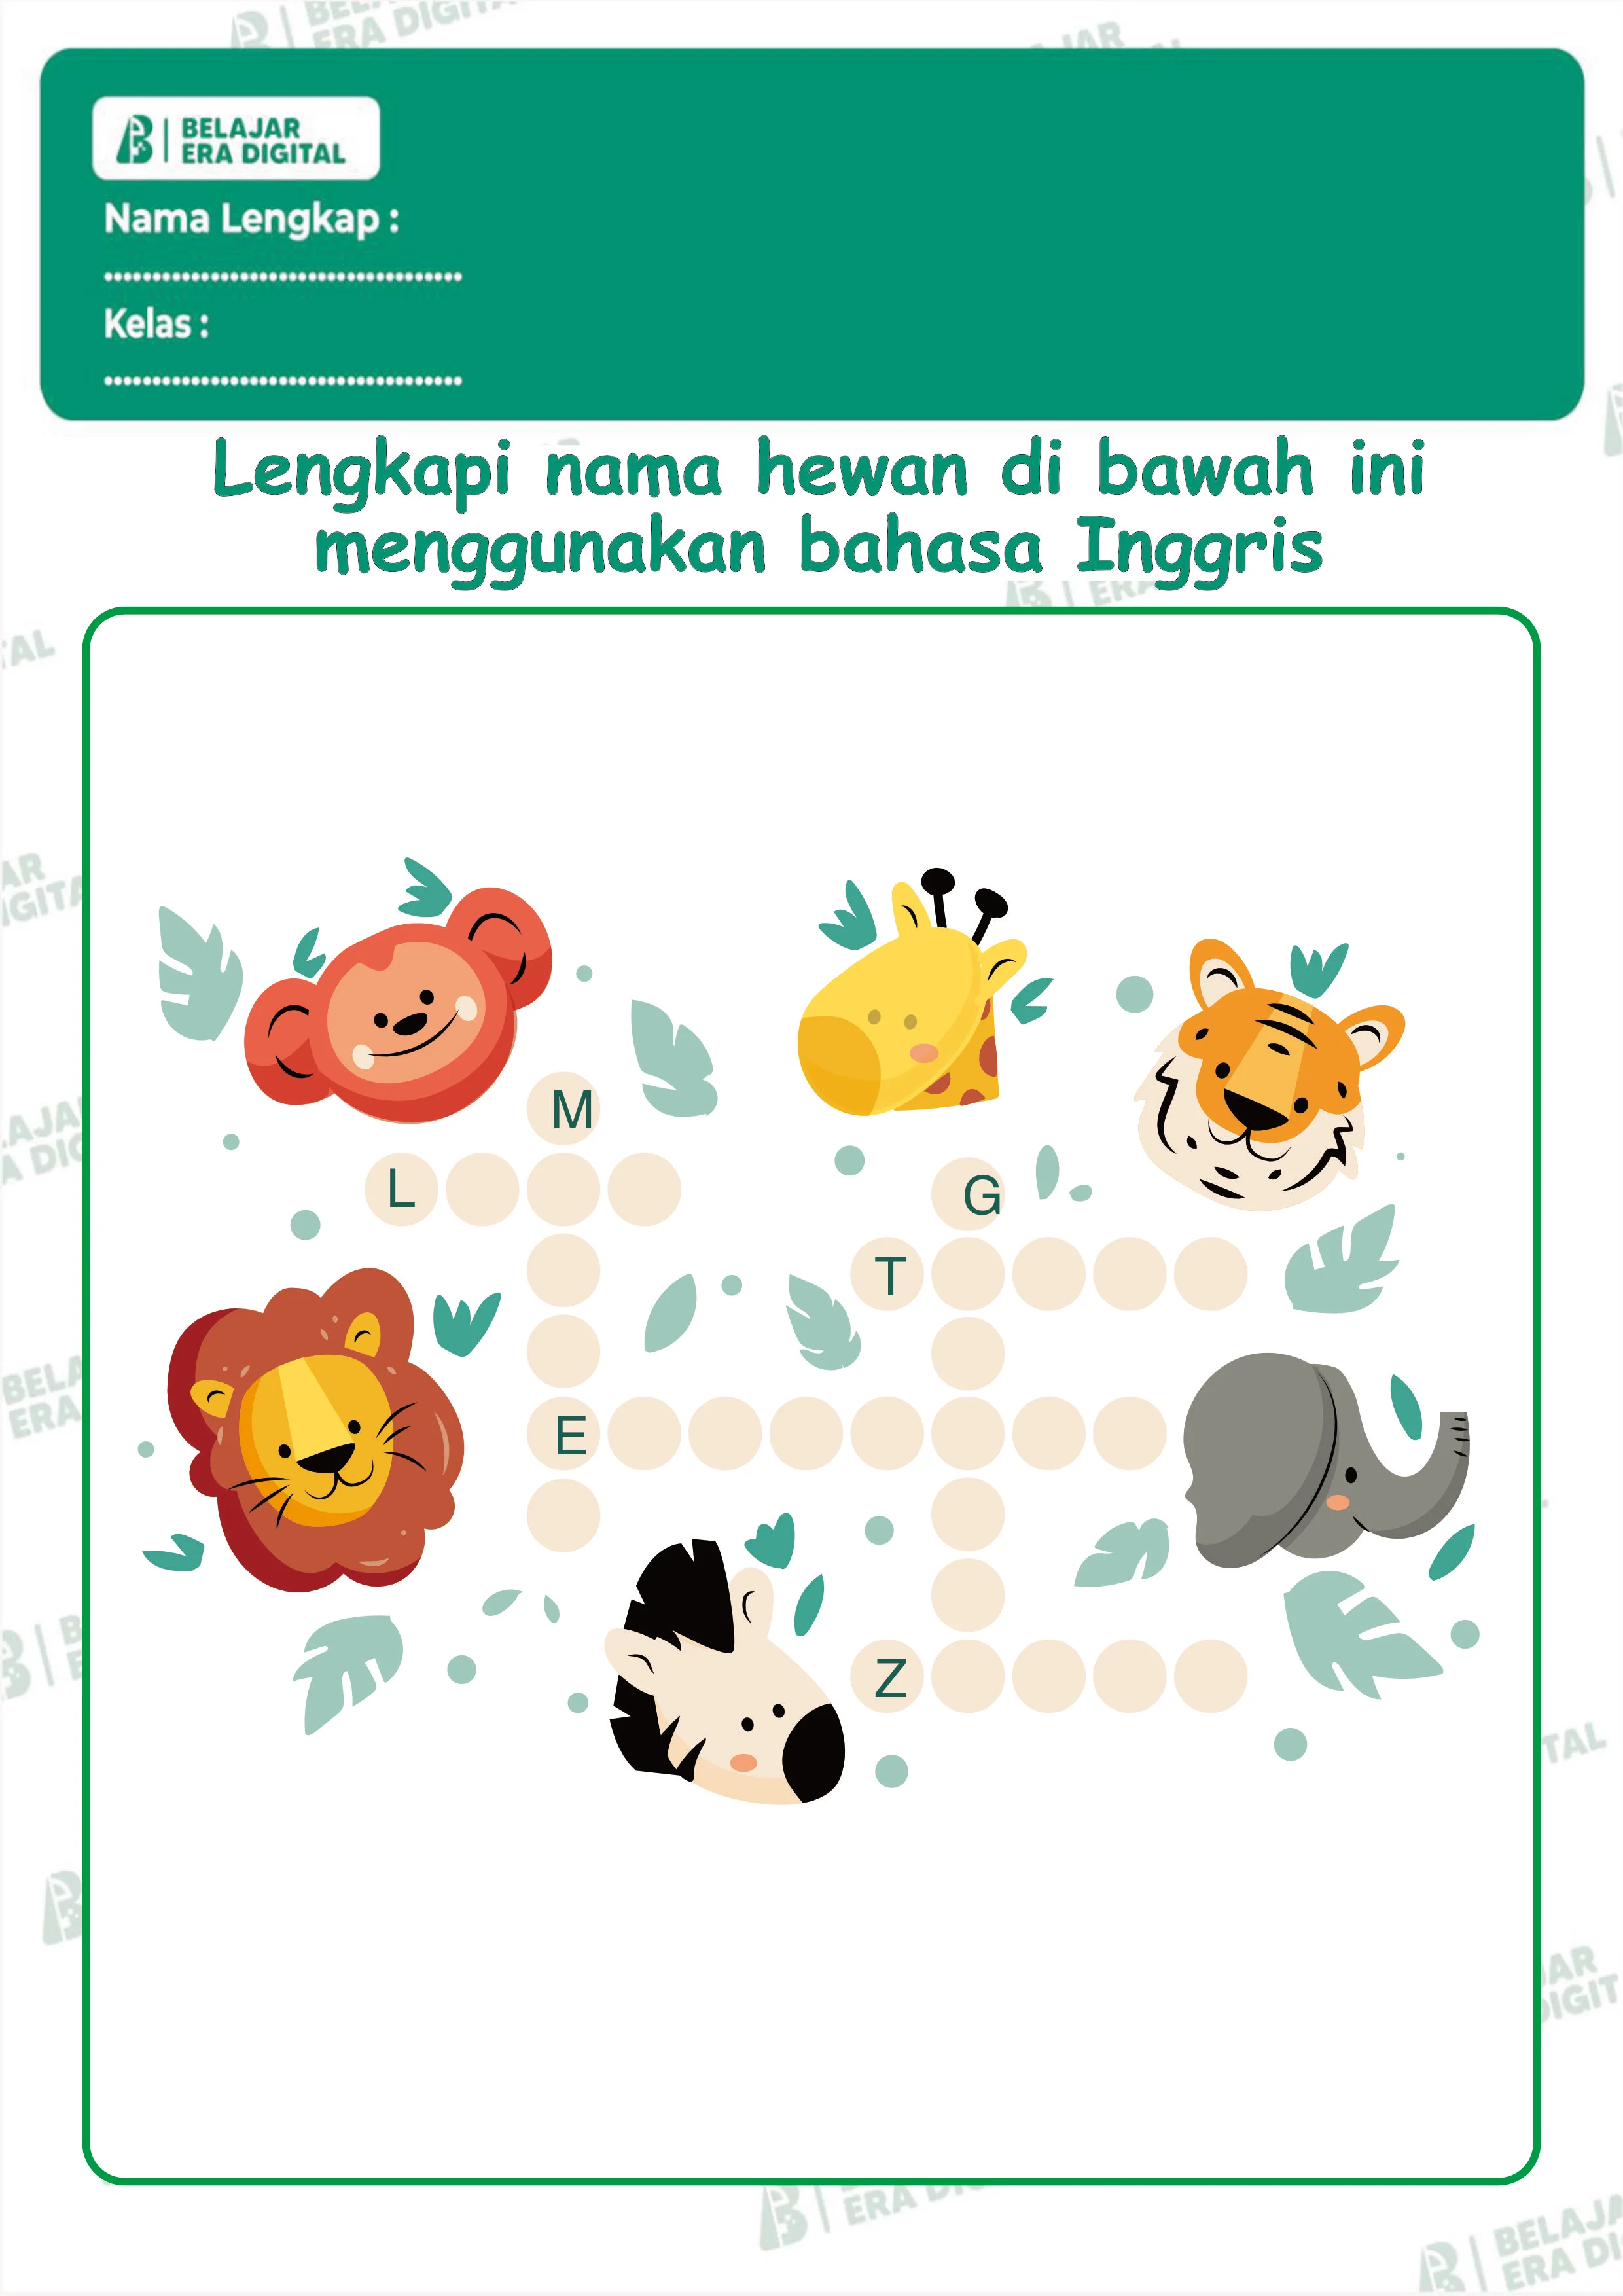 BELAJAR
ERA DIGITAL
Nama Lengkap :
Kelas :
Lengkapi nama hewan di bawah ini
menggunakan bahasa Inggris
M
L
G
T
E
Z